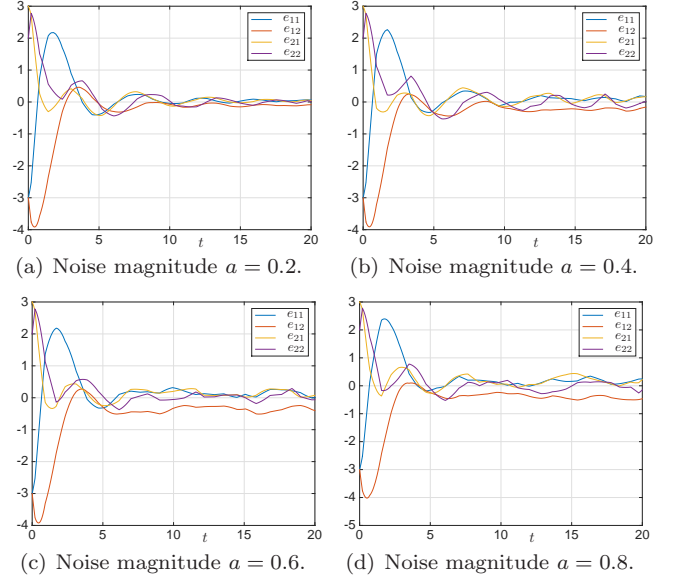 3
2
1
0
-1
-2
-3
-4
0 5 10 15 20
t
e11
e12
e21
e22
(a) Noise magnitude a = 0.2.
3
2
1
0
-1
-2
-3
-4
0 5 10 15 20
t
e11
e12
e21
e22
(b) Noise magnitude a = 0.4.
3
2
1
0
-1
-2
-3
-4
0 5 10 15 20
t
e11
e12
e21
e22
(c) Noise magnitude a = 0.6.
3
2
1
0
-1
-2
-3
-4
-5
0 5 10 15 20
t
e11
e12
e21
e22
(d) Noise magnitude a = 0.8.